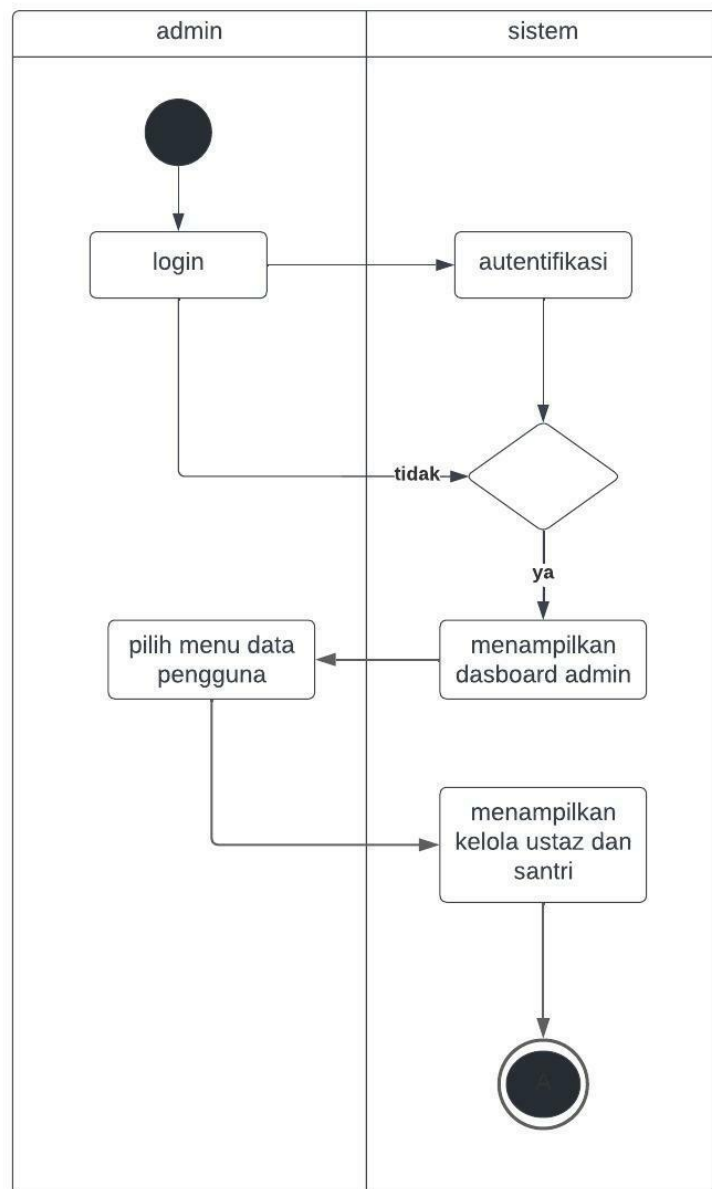 admin
sistem
login
autentifikasi
tidak
ya
pilih menu data
pengguna
menampilkan
dasboard admin
menampilkan
kelola ustaz dan
santri
A